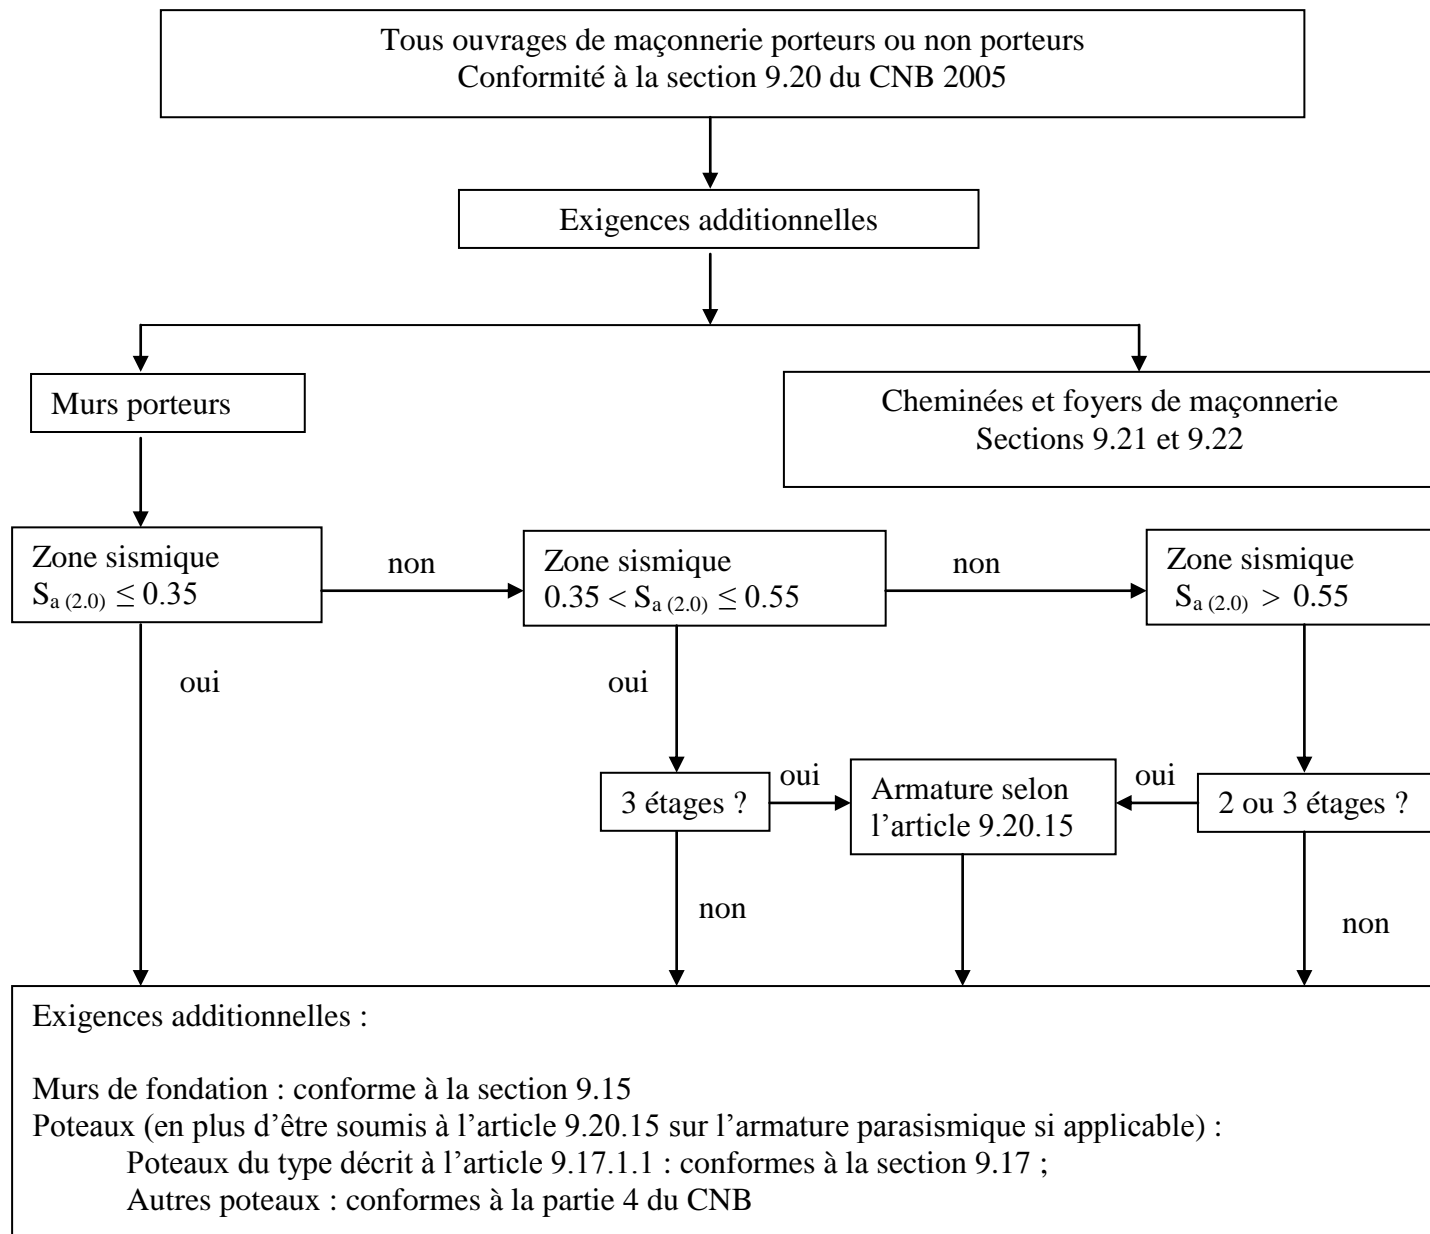 Tous ouvrages de maçonnerie porteurs ou non porteurs
Conformité à la section 9.20 du CNB 2005
Exigences additionnelles
Murs porteurs
Cheminées et foyers de maçonnerie
Sections 9.21 et 9.22
Zone sismique
Sa (2.0) ≤ 0.35
non
Zone sismique
0.35 < Sa (2.0) ≤ 0.55
non
Zone sismique
Sa (2.0) > 0.55
oui
oui
3 étages ?
oui
Armature selon
l’article 9.20.15
oui
2 ou 3 étages ?
non
non
Exigences additionnelles :
Murs de fondation : conforme à la section 9.15
Poteaux (en plus d’être soumis à l’article 9.20.15 sur l’armature parasismique si applicable) :
Poteaux du type décrit à l’article 9.17.1.1 : conformes à la section 9.17 ;
Autres poteaux : conformes à la partie 4 du CNB